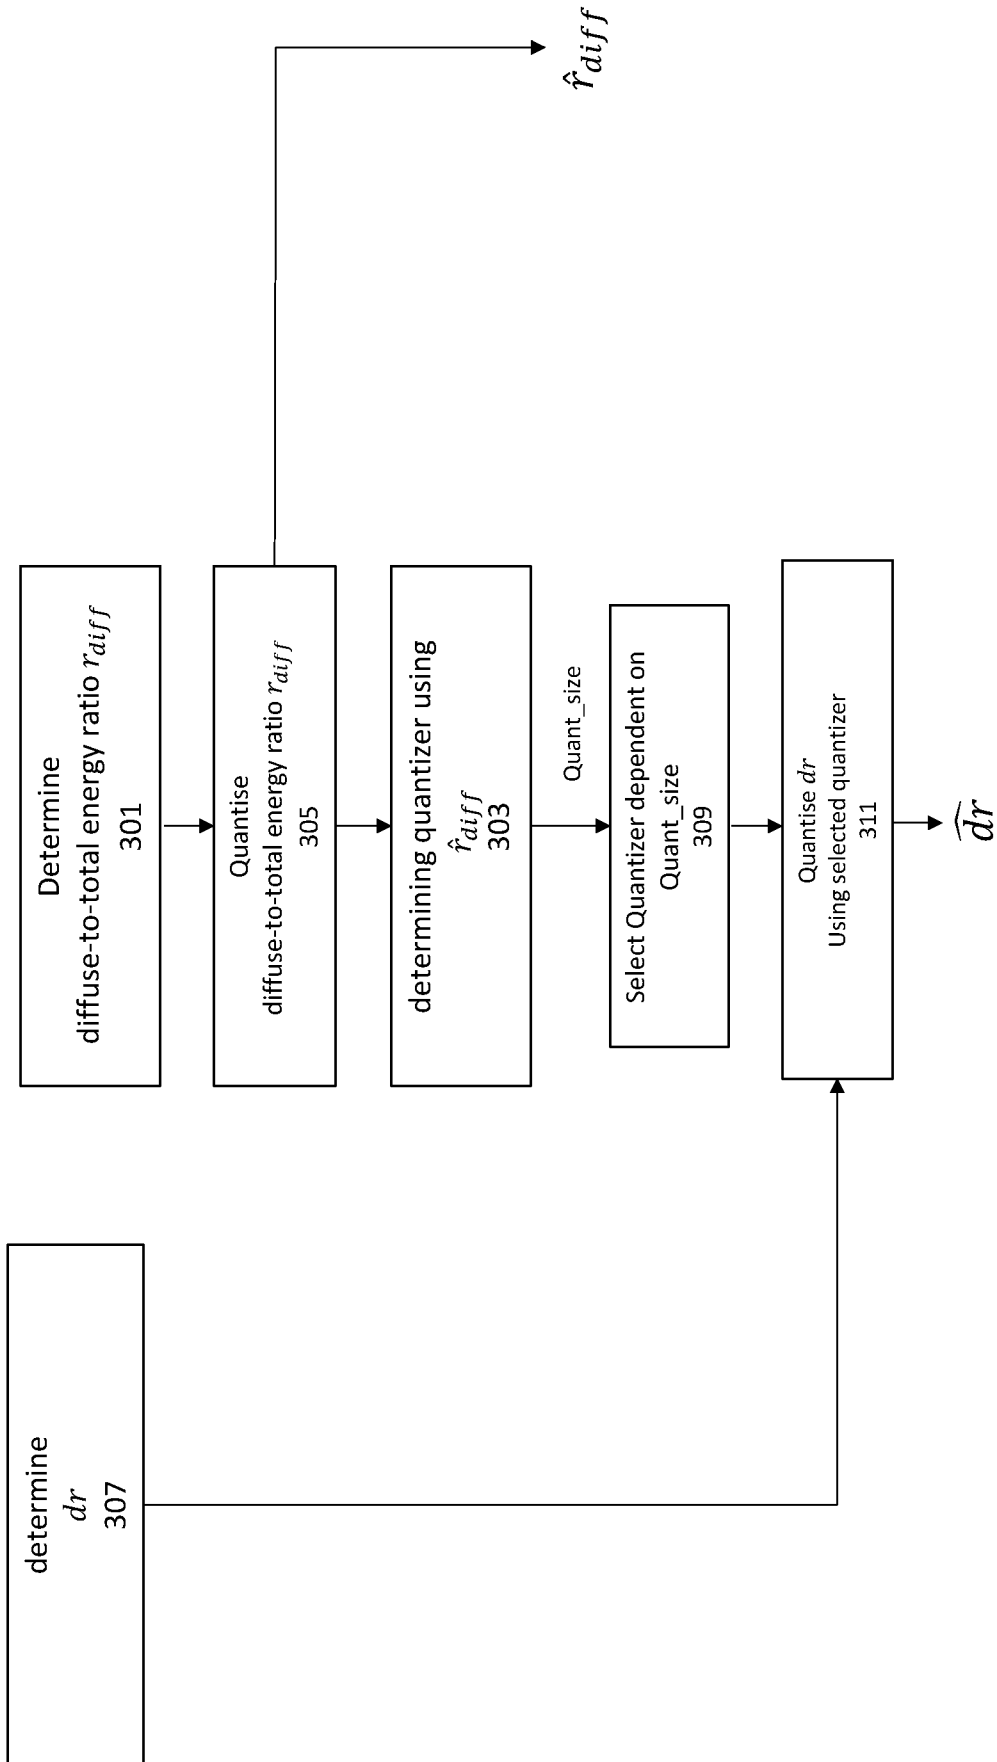 determine
dr
307
Determine
diffuse-to-total energy ratio r_diff
301
Quantise
diffuse-to-total energy ratio r_diff
305
r̂_diff
determining quantizer using
r̂_diff
303
Quant_size
Select Quantizer dependent on
Quant_size
309
Quantise dr
Using selected quantizer
311
d̂r